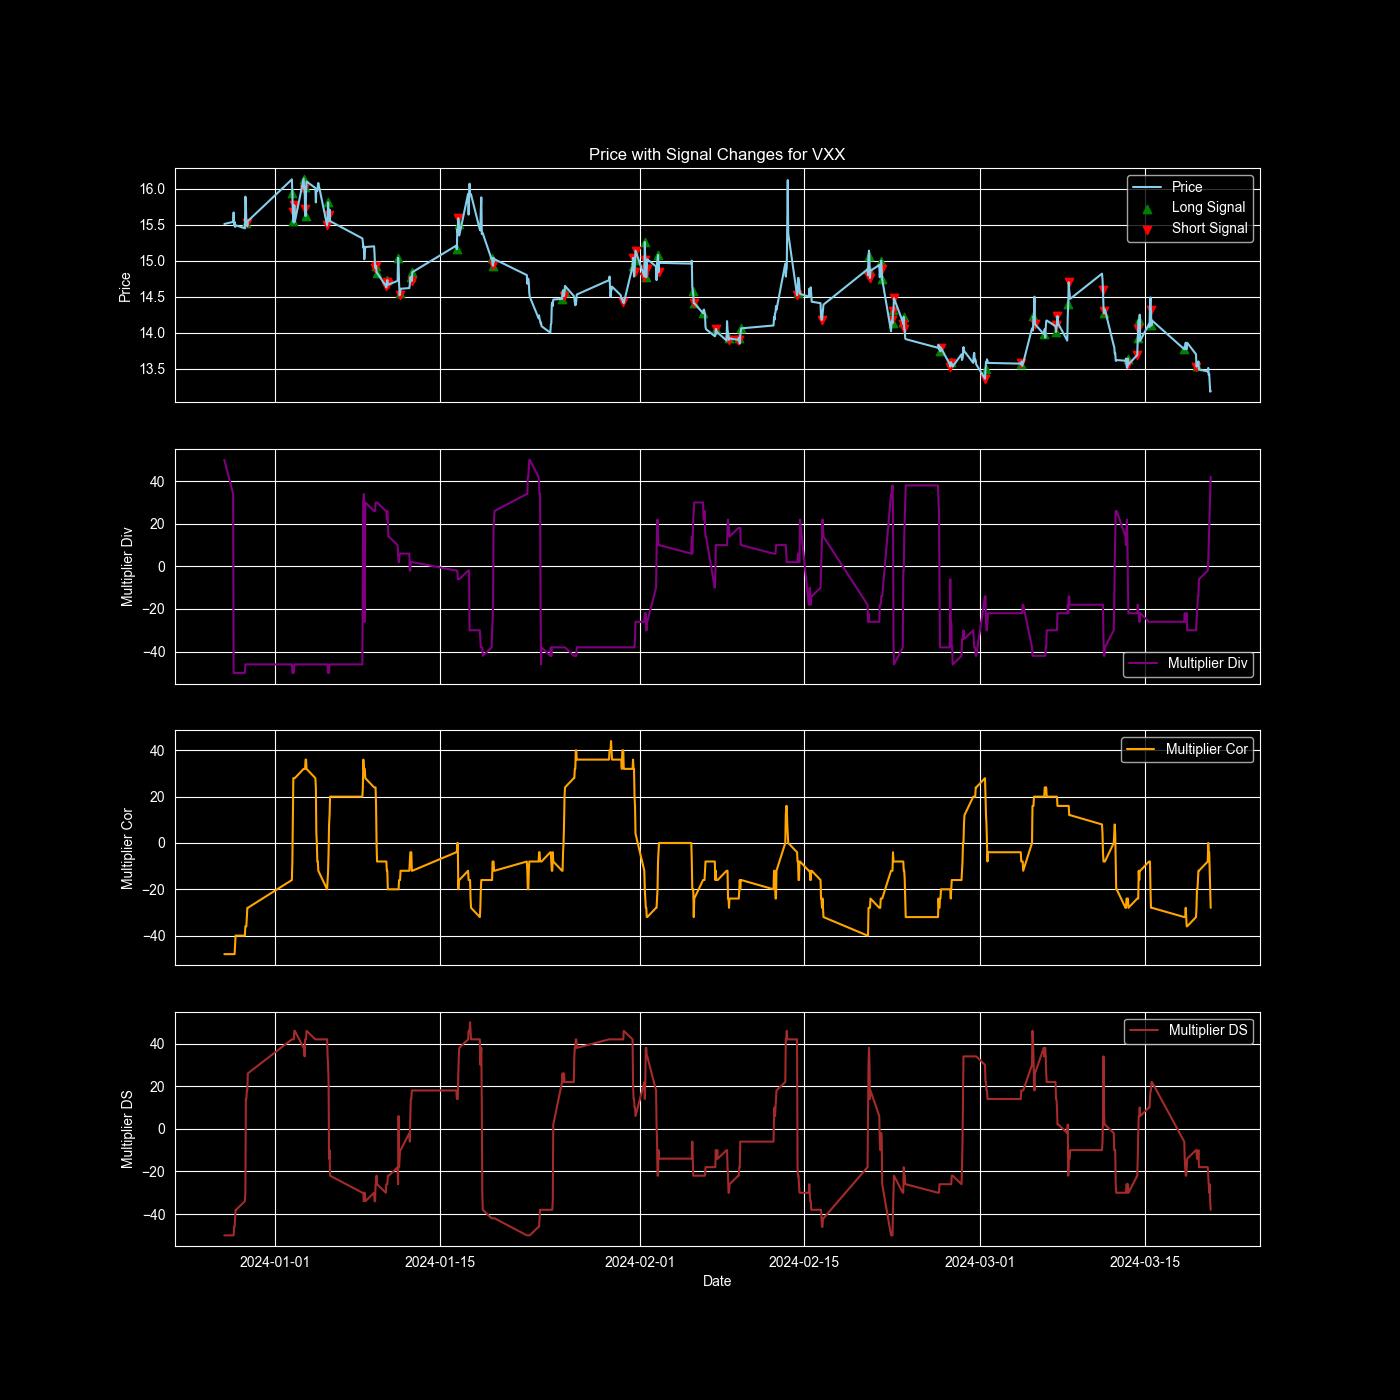 Price with Signal Changes for VXX
Price
16.0
15.5
15.0
14.5
14.0
13.5
Price
Long Signal
Short Signal
Multiplier Div
40
20
0
−20
−40
Multiplier Div
Multiplier Cor
40
20
0
−20
−40
Multiplier Cor
Multiplier DS
40
20
0
−20
−40
Multiplier DS
2024-01-01 2024-01-15 2024-02-01 2024-02-15 2024-03-01 2024-03-15
Date